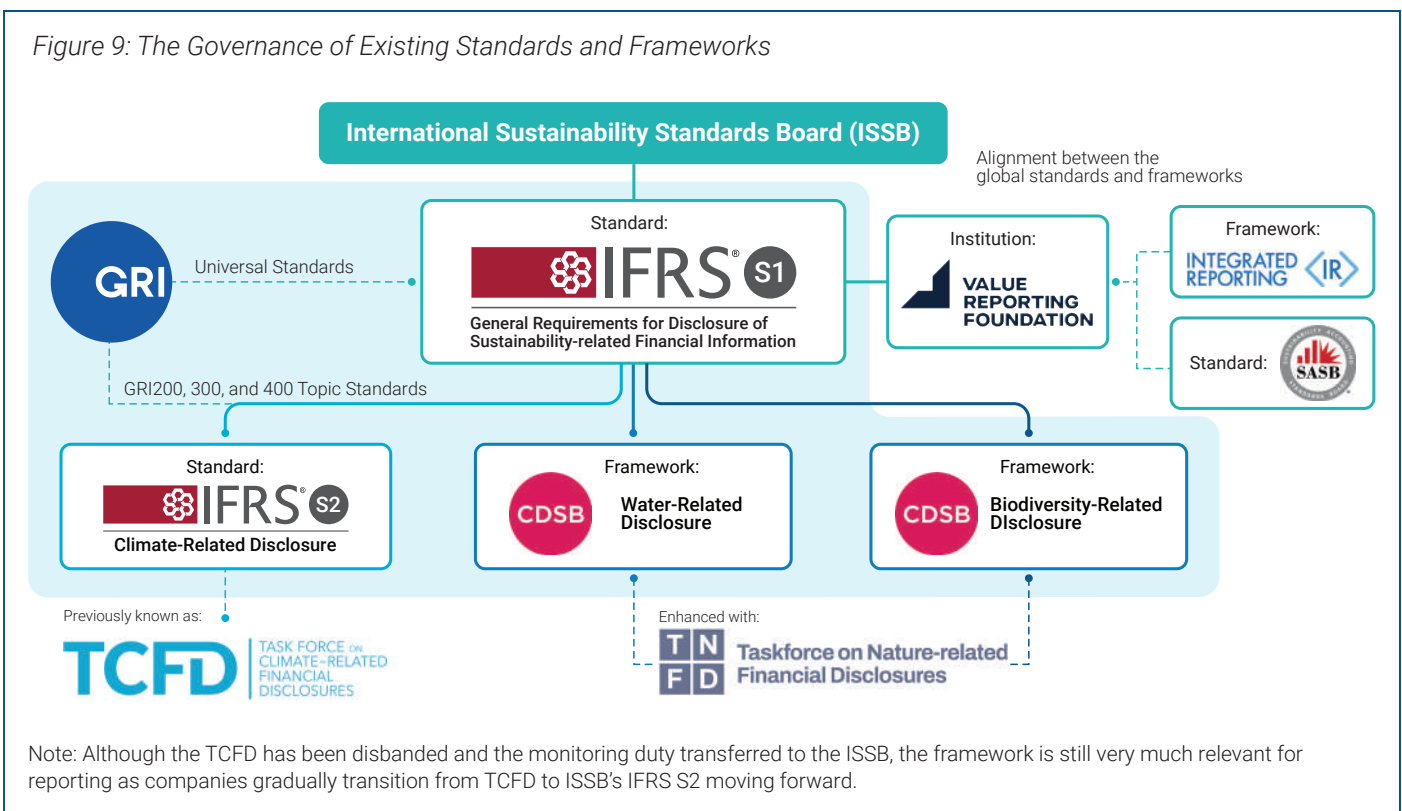 Figure 9: The Governance of Existing Standards and Frameworks
International Sustainability Standards Board (ISSB)
Alignment between the
global standards and frameworks
GRI
Universal Standards
Standard:
IFRS® S1
General Requirements for Disclosure of
Sustainability-related Financial Information
Institution:
VALUE
REPORTING
FOUNDATION
Framework:
INTEGRATED
REPORTING
<IR>
Standard:
SASB
GRI200, 300, and 400 Topic Standards
Standard:
IFRS® S2
Climate-Related Disclosure
Framework:
CDSB
Water-Related
Disclosure
Framework:
CDSB
Biodiversity-Related
DIsclosure
Previously known as:
TCFD
TASK FORCE ON
CLIMATE-RELATED
FINANCIAL
DISCLOSURES
Enhanced with:
TN
FD
Taskforce on Nature-related
Financial Disclosures
Note: Although the TCFD has been disbanded and the monitoring duty transferred to the ISSB, the framework is still very much relevant for
reporting as companies gradually transition from TCFD to ISSB’s IFRS S2 moving forward.